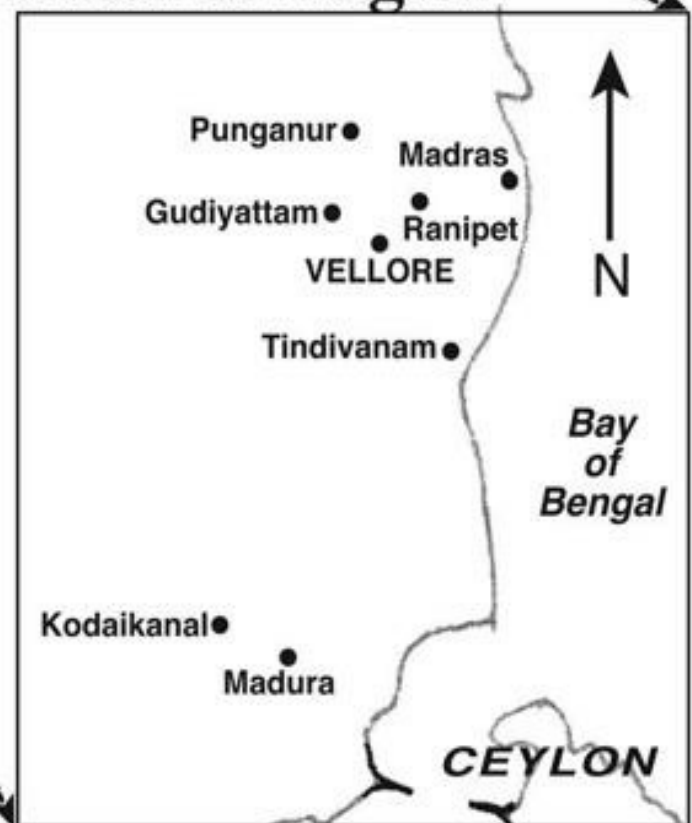 Punganur
Madras
Gudiyattam
Ranipet
VELLORE
N
Tindivanam
Bay
of
Bengal
Kodaikanal
Madura
CEYLON